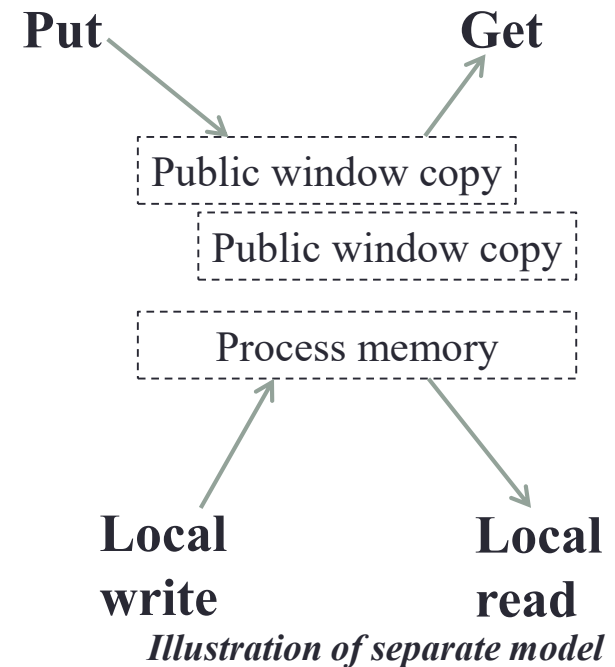 Put
Get
Public window copy
Public window copy
Process memory
Local
write
Local
read
Illustration of separate model